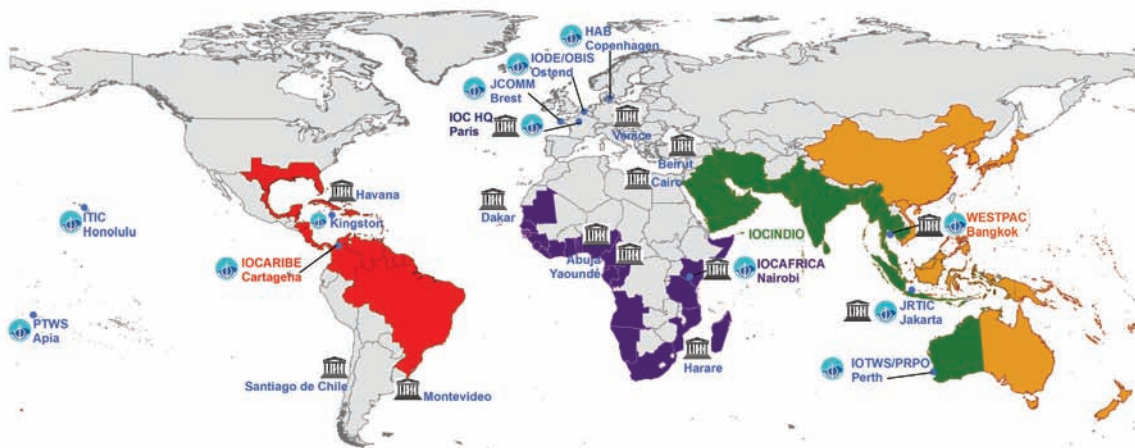 HAB
Copenhagen
IODE/OBIS
Ostend
JCOMM
Brest
IOC HQ
Paris
Venice
Beirut
Cairo
Havana
Dakar
ITIC
Honolulu
Kingston
IOCINDIO
WESTPAC
Bangkok
IOCARIBE
Cartagena
Abuja
Yaoundé
IOCAFRICA
Nairobi
JRTIC
Jakarta
PTWS
Apia
Harare
IOTWS/PRPO
Perth
Santiago de Chile
Montevideo